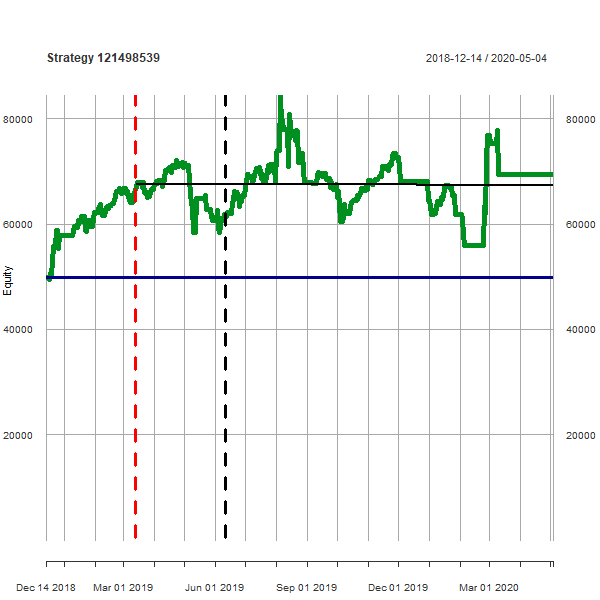 Strategy 121498539
2018-12-14 / 2020-05-04
80000
80000
60000
60000
Equity
40000
40000
20000
20000
Dec 14 2018
Mar 01 2019
Jun 01 2019
Sep 01 2019
Dec 01 2019
Mar 01 2020